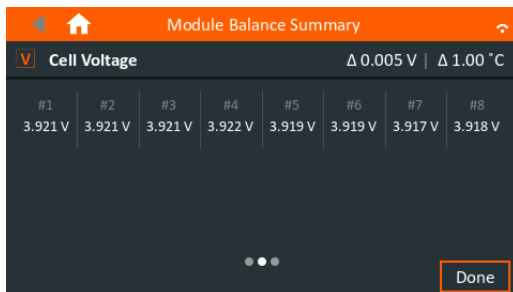 Module Balance Summary
V Cell Voltage Δ 0.005 V | Δ 1.00 °C
#1 #2 #3 #4 #5 #6 #7 #8
3.921 V 3.921 V 3.921 V 3.922 V 3.919 V 3.919 V 3.917 V 3.918 V
Done